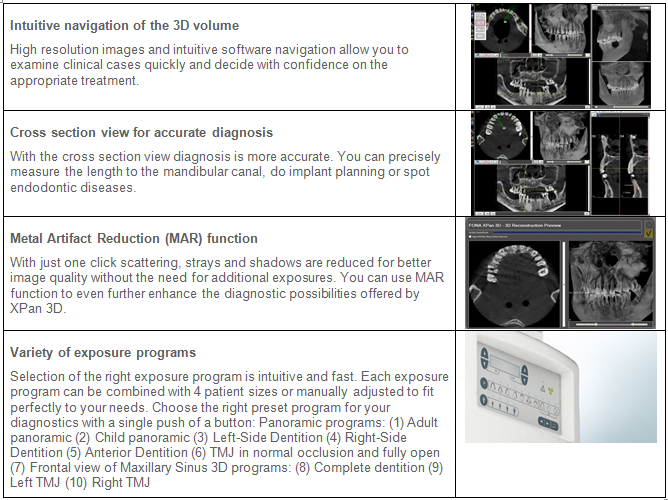 Intuitive navigation of the 3D volume
High resolution images and intuitive software navigation allow you to
examine clinical cases quickly and decide with confidence on the
appropriate treatment.
Cross section view for accurate diagnosis
With the cross section view diagnosis is more accurate. You can precisely
measure the length to the mandibular canal, do implant planning or spot
endodontic diseases.
Metal Artifact Reduction (MAR) function
With just one click scattering, strays and shadows are reduced for better
image quality without the need for additional exposures. You can use MAR
function to even further enhance the diagnostic possibilities offered by
XPan 3D.
FONA XPan 3D - 3D Reconstruction Preview
Variety of exposure programs
Selection of the right exposure program is intuitive and fast. Each exposure
program can be combined with 4 patient sizes or manually adjusted to fit
perfectly to your needs. Choose the right preset program for your
diagnostics with a single push of a button: Panoramic programs: (1) Adult
panoramic (2) Child panoramic (3) Left-Side Dentition (4) Right-Side
Dentition (5) Anterior Dentition (6) TMJ in normal occlusion and fully open
(7) Frontal view of Maxillary Sinus 3D programs: (8) Complete dentition (9)
Left TMJ (10) Right TMJ